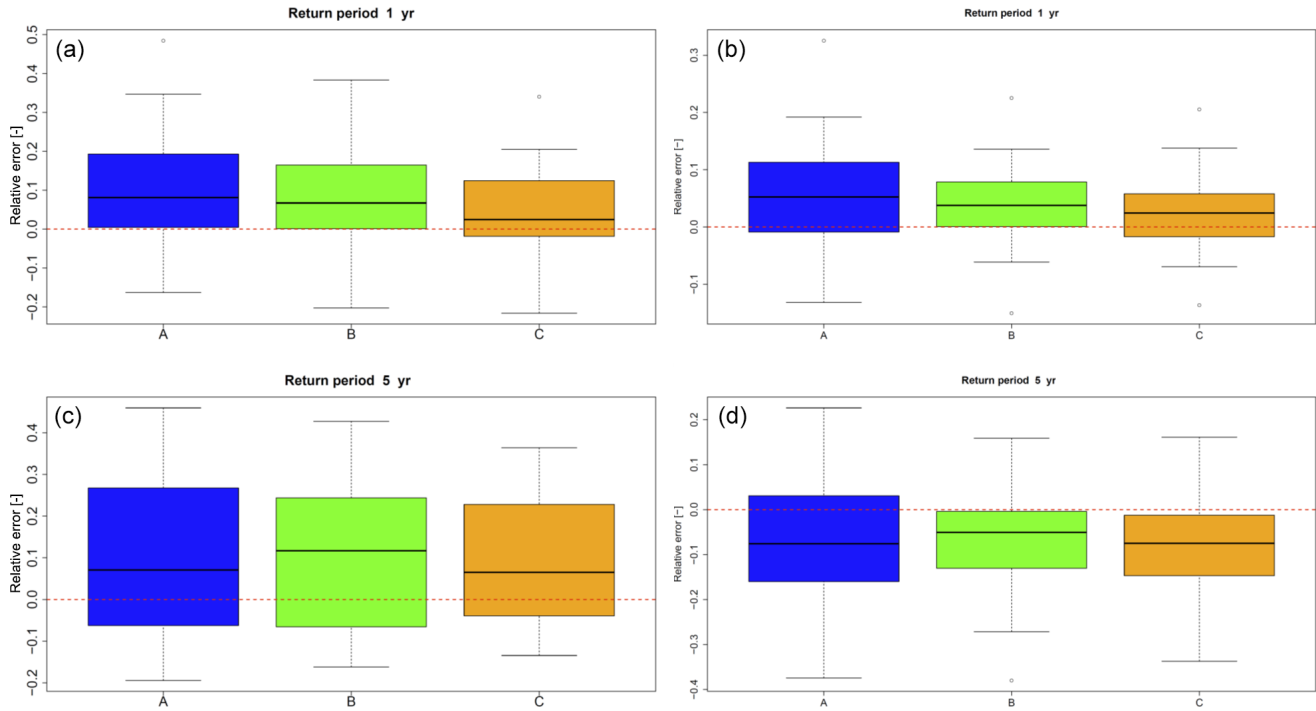 Return period 1 yr
(a)
Relative error [-]
0.5
0.4
0.3
0.2
0.1
0.0
−0.1
−0.2
A B C
Return period 1 yr
(b)
Relative error [−]
0.3
0.2
0.1
0.0
−0.1
A B C
Return period 5 yr
(c)
Relative error [-]
0.4
0.3
0.2
0.1
0.0
−0.1
−0.2
A B C
Return period 5 yr
(d)
Relative error [−]
0.2
0.1
0.0
−0.1
−0.2
−0.3
−0.4
A B C